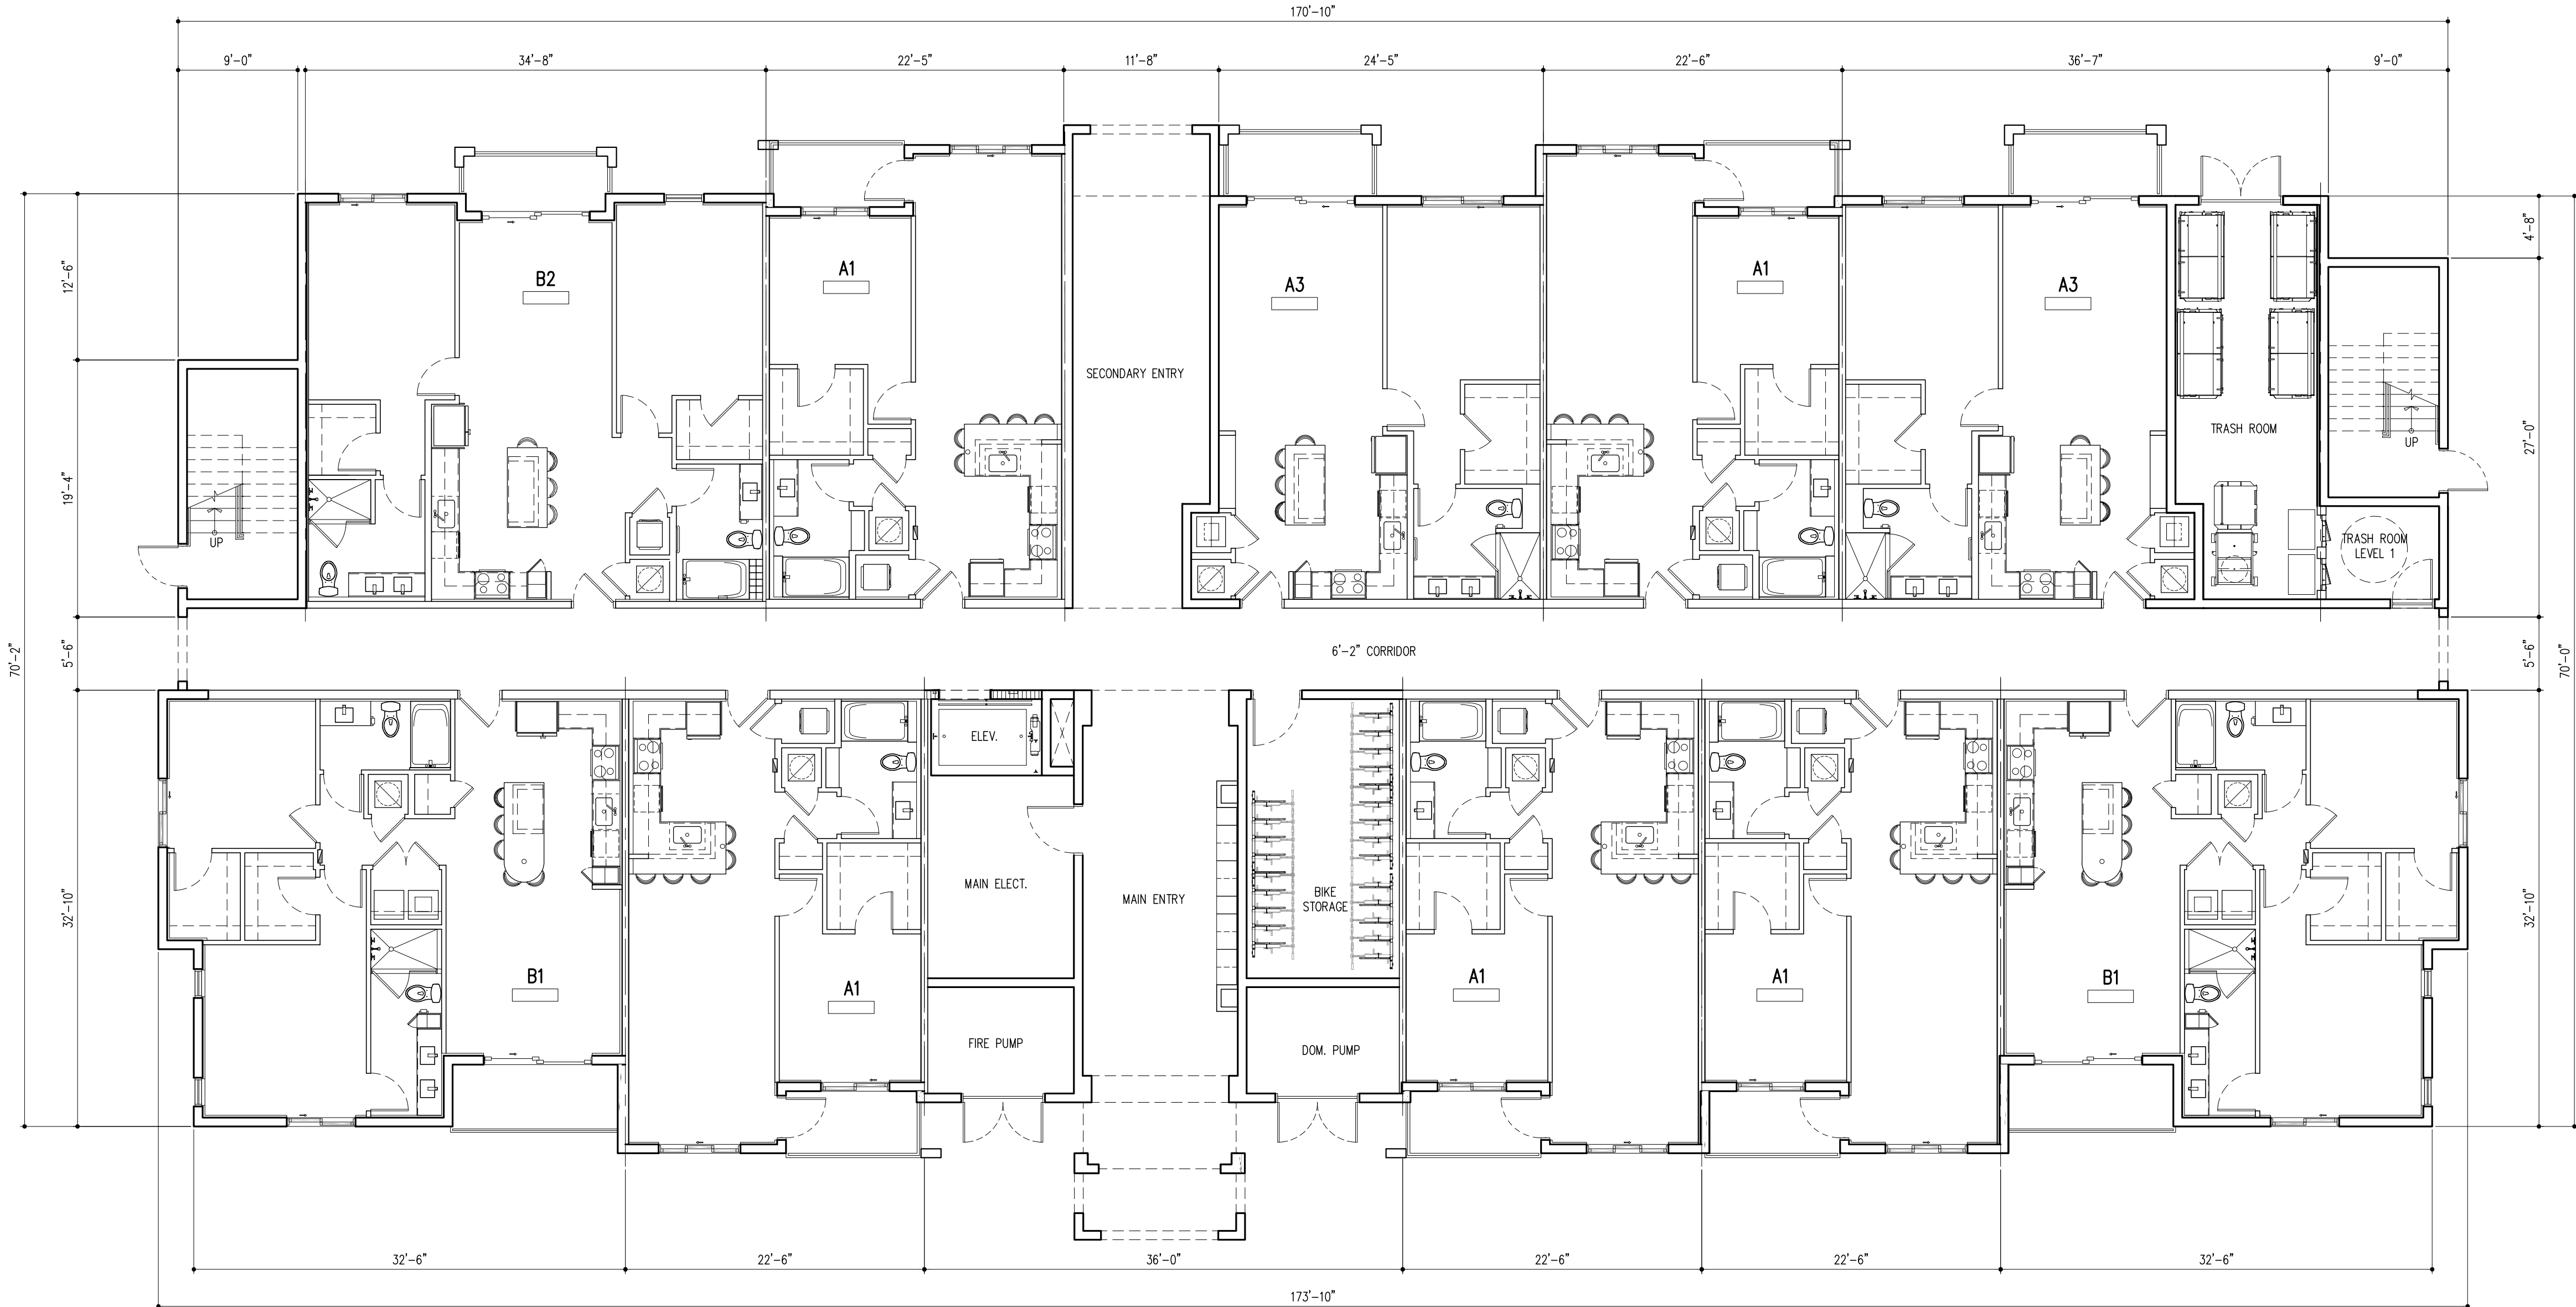 170'-10"
9'-0"
34'-8"
22'-5"
11'-8"
24'-5"
22'-6"
36'-7"
9'-0"
12'-6"
4'-8"
B2
A1
A3
A1
A3
SECONDARY ENTRY
TRASH ROOM
UP
27'-0"
19'-4"
UP
TRASH ROOM
LEVEL 1
70'-2"
5'-6"
6'-2" CORRIDOR
5'-6"
70'-0"
ELEV.
MAIN ELECT.
MAIN ENTRY
BIKE
STORAGE
32'-10"
32'-10"
B1
A1
A1
A1
B1
FIRE PUMP
DOM. PUMP
32'-6"
22'-6"
36'-0"
22'-6"
22'-6"
32'-6"
173'-10"